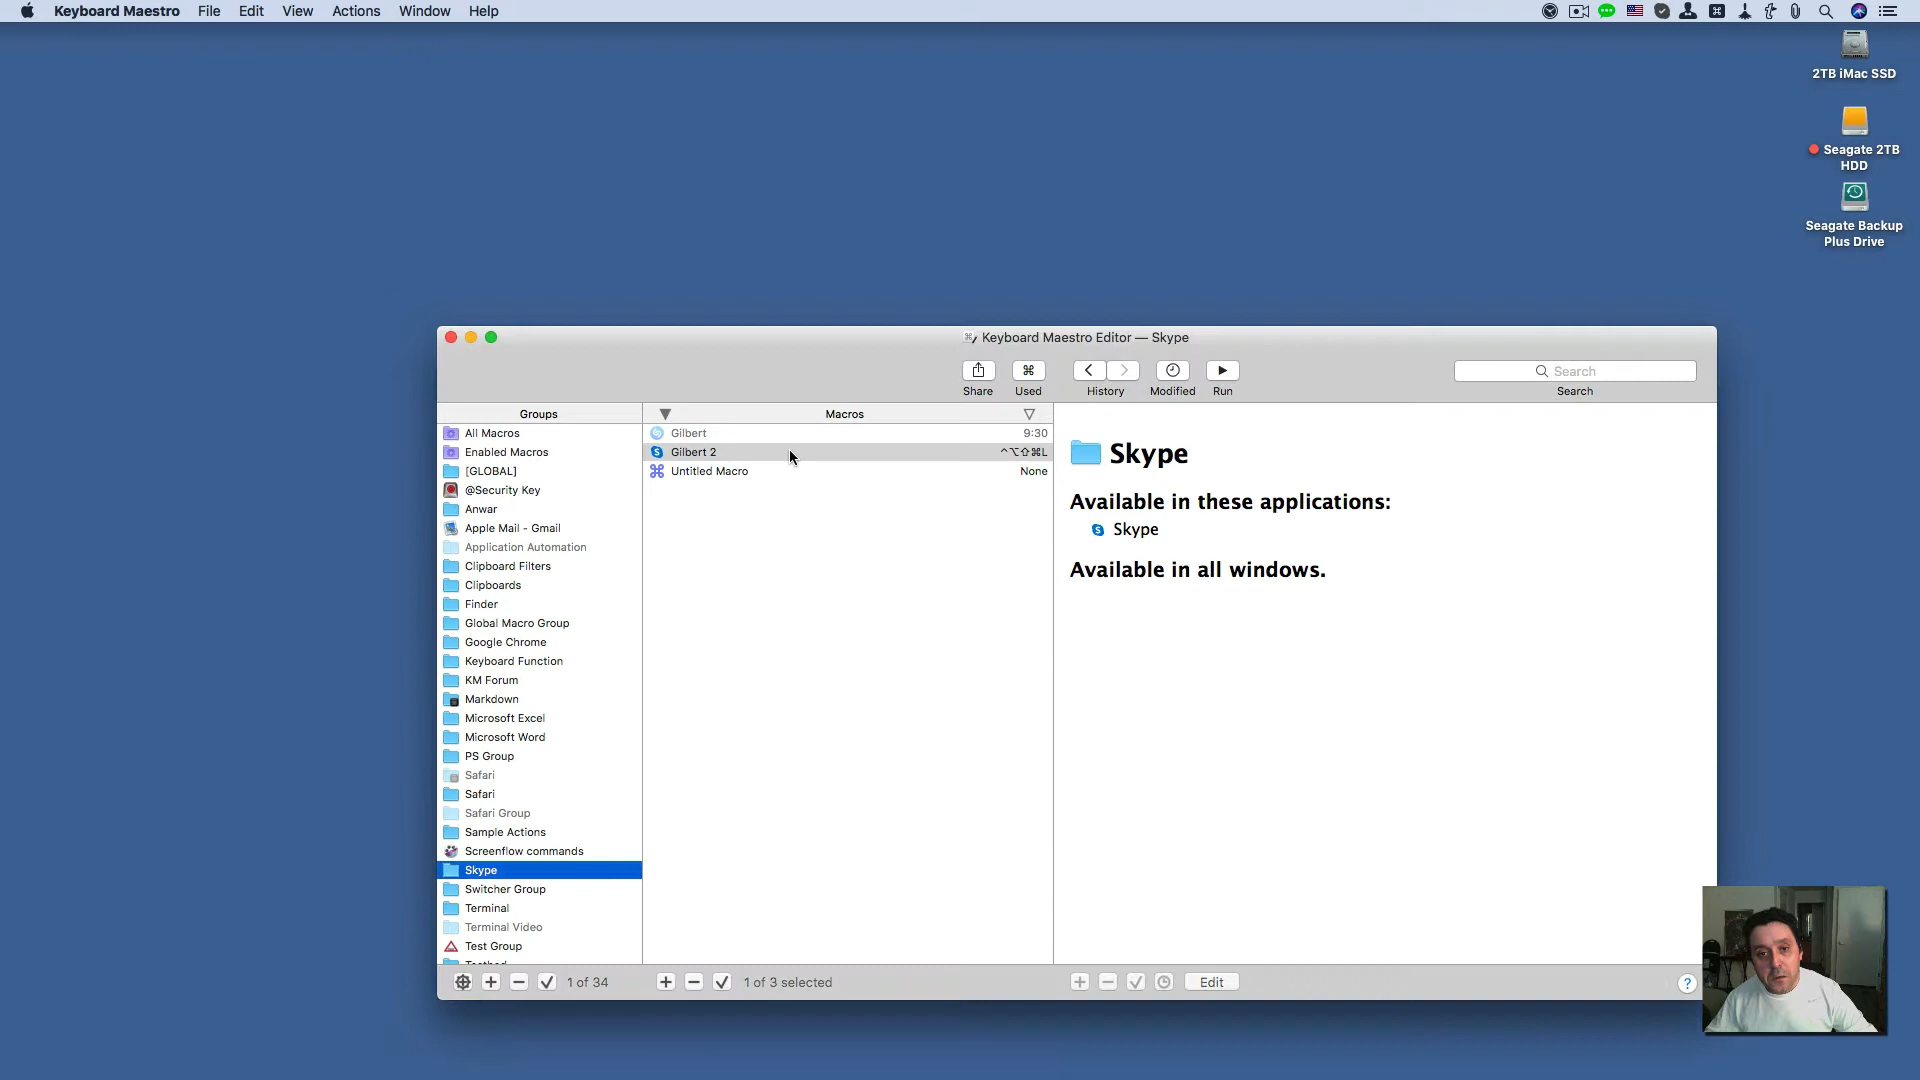 Keyboard Maestro File Edit View Actions Window Help
2TB iMac SSD
Seagate 2TB
HDD
Seagate Backup
Plus Drive
Keyboard Maestro Editor — Skype
Share Used History Modified Run
Search
Search
Groups
Macros
All Macros
Enabled Macros
[GLOBAL]
@Security Key
Anwar
Apple Mail - Gmail
Application Automation
Clipboard Filters
Clipboards
Finder
Global Macro Group
Google Chrome
Keyboard Function
KM Forum
Markdown
Microsoft Excel
Microsoft Word
PS Group
Safari
Safari
Safari Group
Sample Actions
Screenflow commands
Skype
Switcher Group
Terminal
Terminal Video
Test Group
Gilbert 9:30
Gilbert 2 ^⌥⇧⌘L
Untitled Macro None
Skype
Available in these applications:
Skype
Available in all windows.
1 of 34
1 of 3 selected
Edit
?